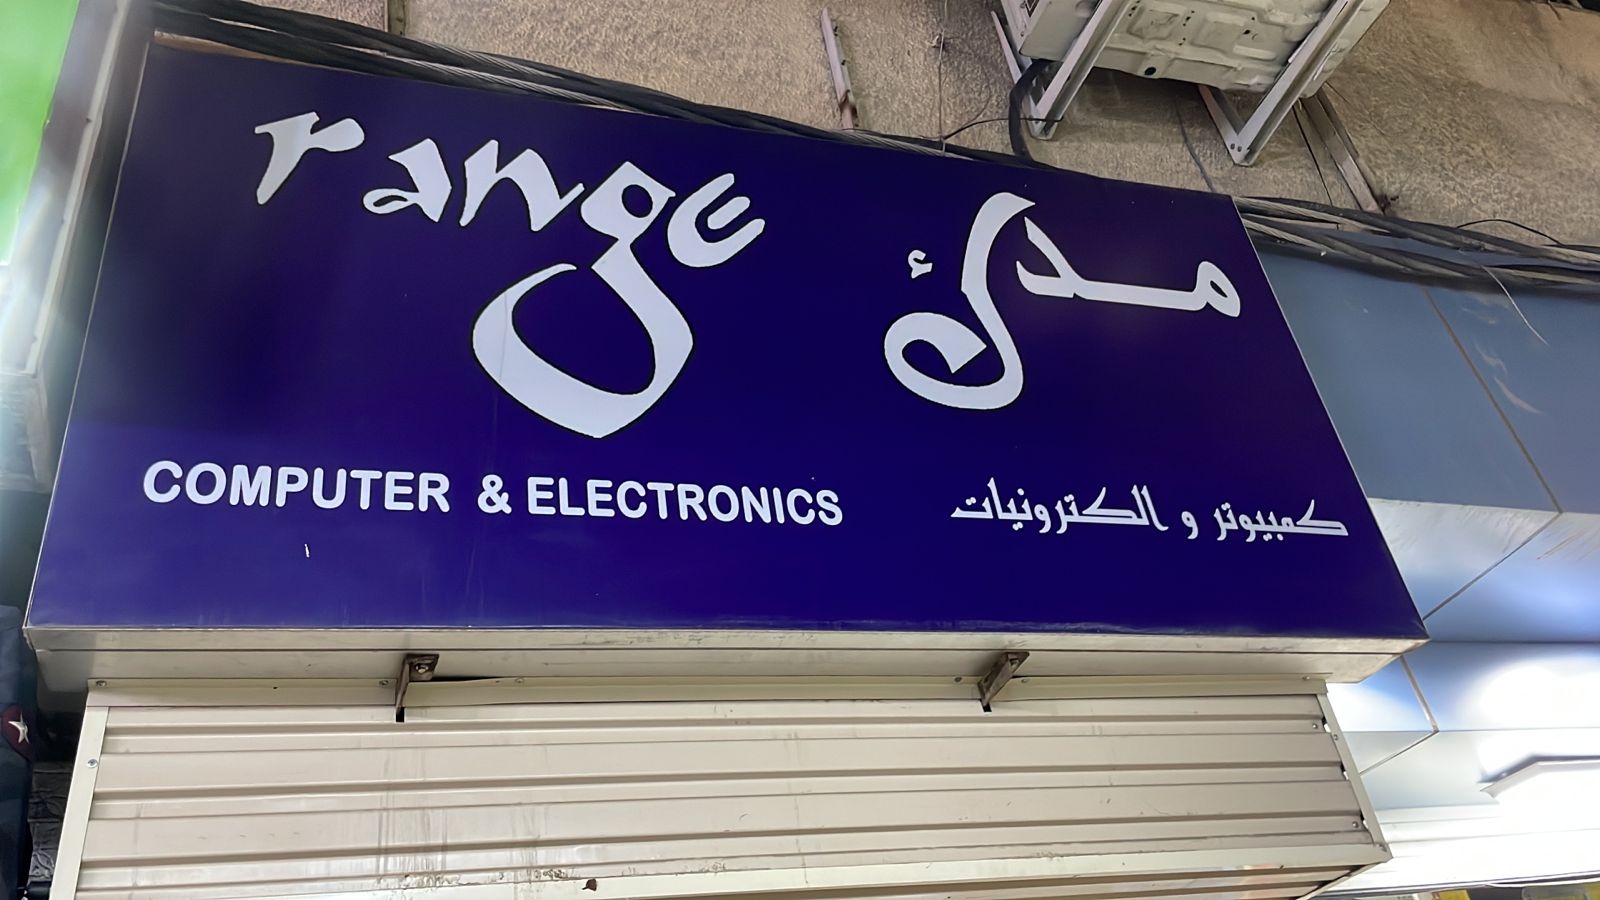 range
مدى
COMPUTER & ELECTRONICS
كمبيوتر و الكترونيات